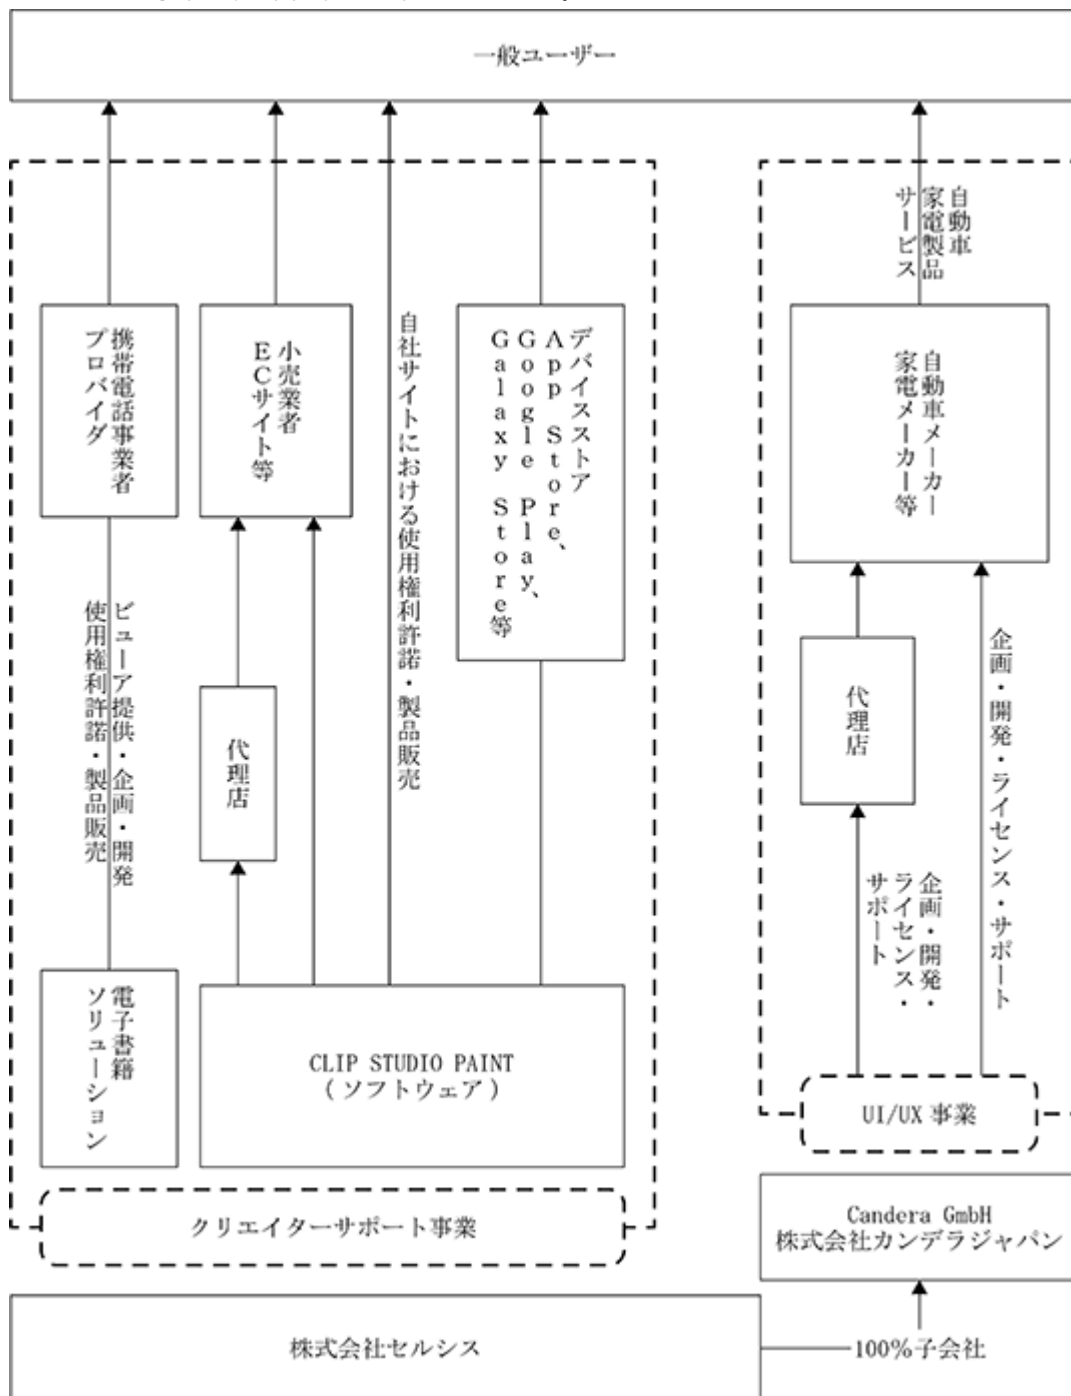 一般ユーザー
自動車
家電製品
サービス
携帯電話事業者
プロバイダ
小売業者
ECサイト等
自社サイトにおける使用権利許諾・製品販売
デバイスストア
App Store、
Google Play、
Galaxy Store等
自動車メーカー
家電メーカー等
ビューア提供・企画・開発
使用権利許諾・製品販売
代理店
代理店
企画・開発・ライセンス・サポート
企画・開発・
ライセンス・
サポート
電子書籍
ソリューション
CLIP STUDIO PAINT
(ソフトウェア)
UI/UX 事業
クリエイターサポート事業
Candera GmbH
株式会社カンデラジャパン
株式会社セルシス
100%子会社